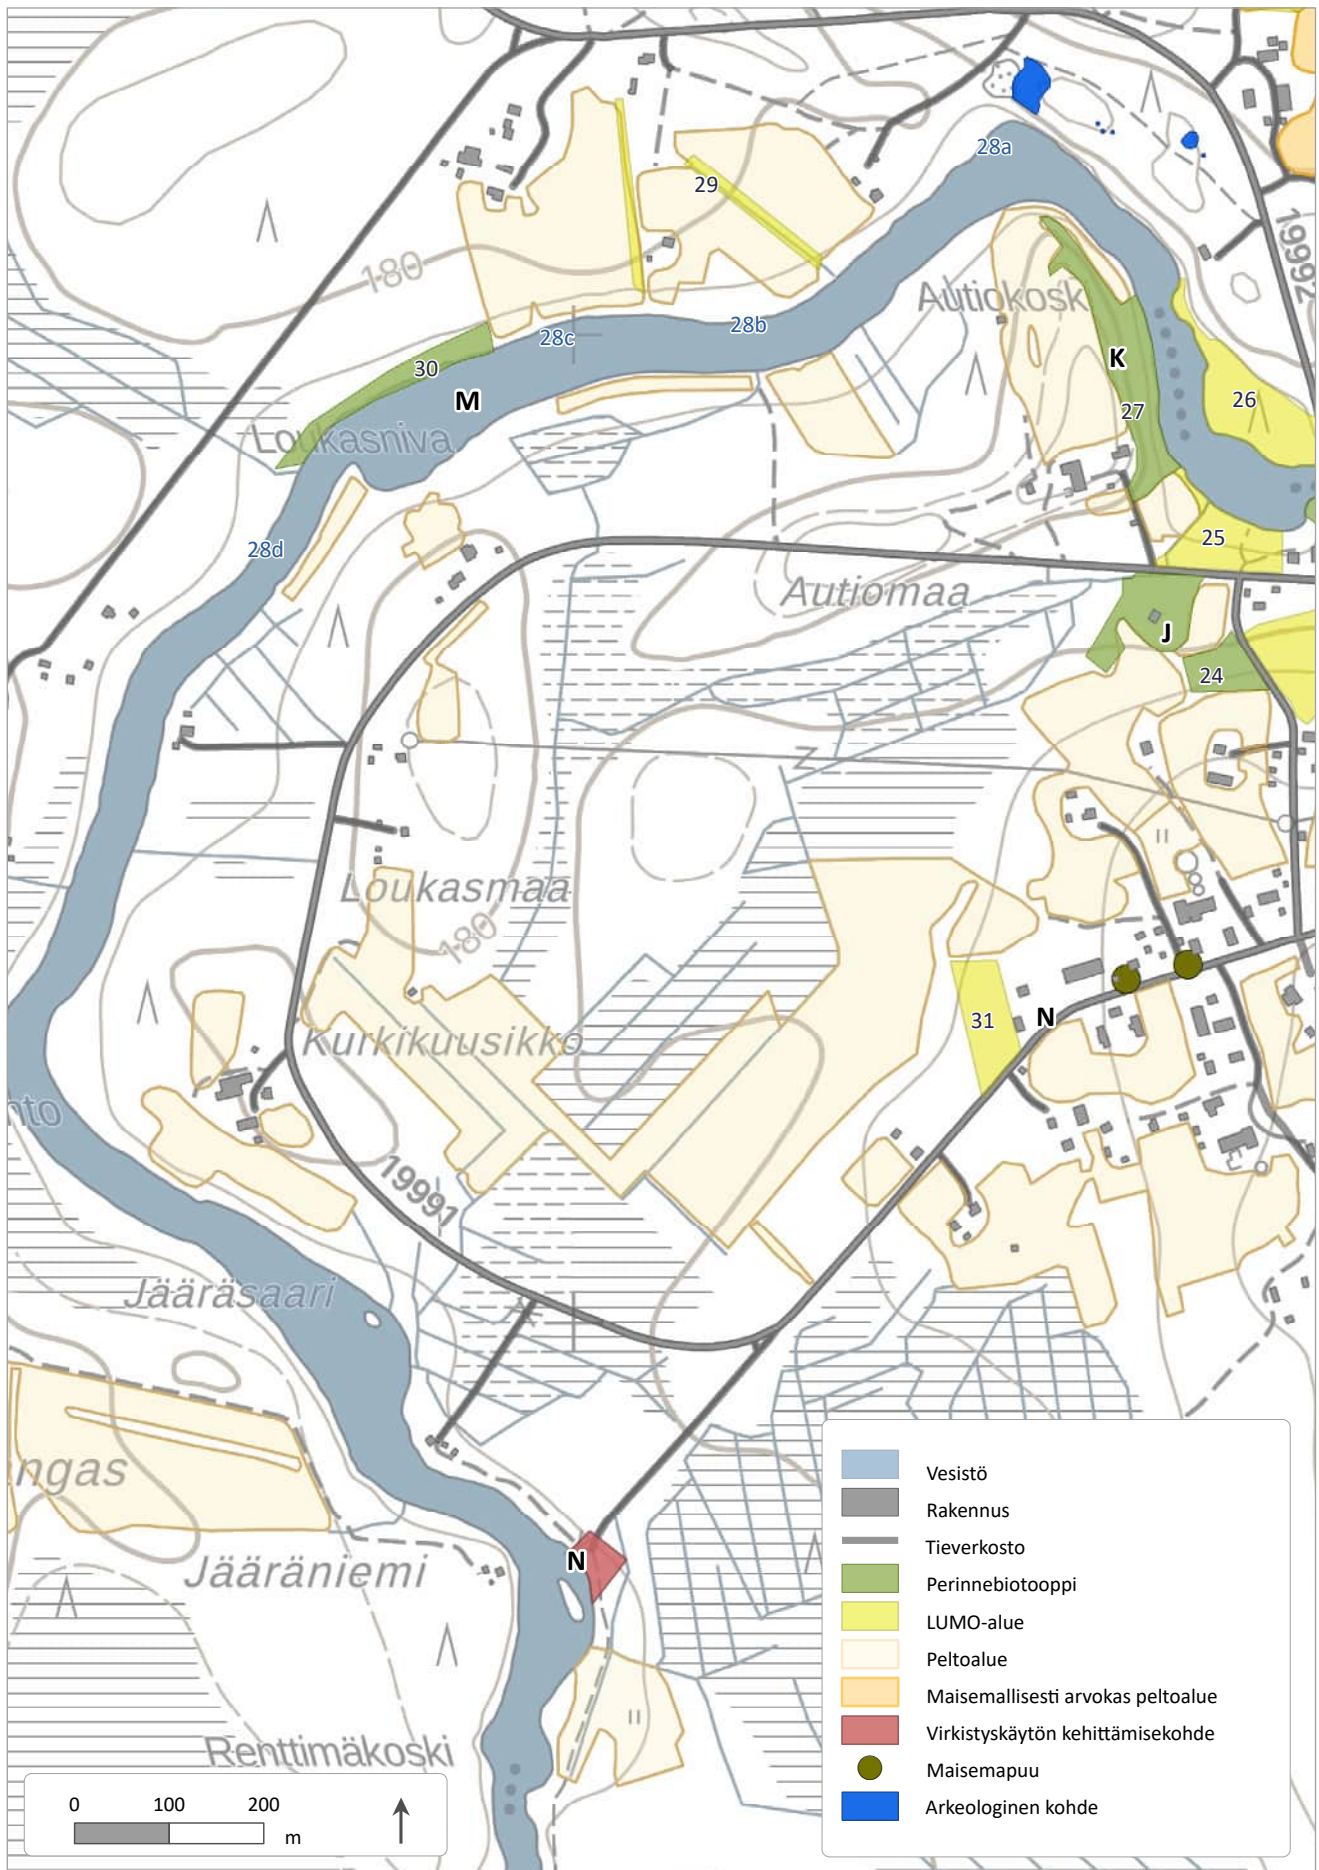 28a
29
19992
180
Autiokosk
28b
28c
K
30
M
26
27
Loukasniva
25
28d
Autiomaa
J
24
Loukasmaa
180
31
N
Kurkikuusikko
nto
19991
Jääräsaari
ngas
Jääräniemi
N
Renttimäkoski
Vesistö
Rakennus
Tieverkosto
Perinnebiotooppi
LUMO-alue
Peltoalue
Maisemallisesti arvokas peltoalue
Virkistyskäytön kehittämisekohde
Maisemapuu
Arkeologinen kohde
0 100 200
m